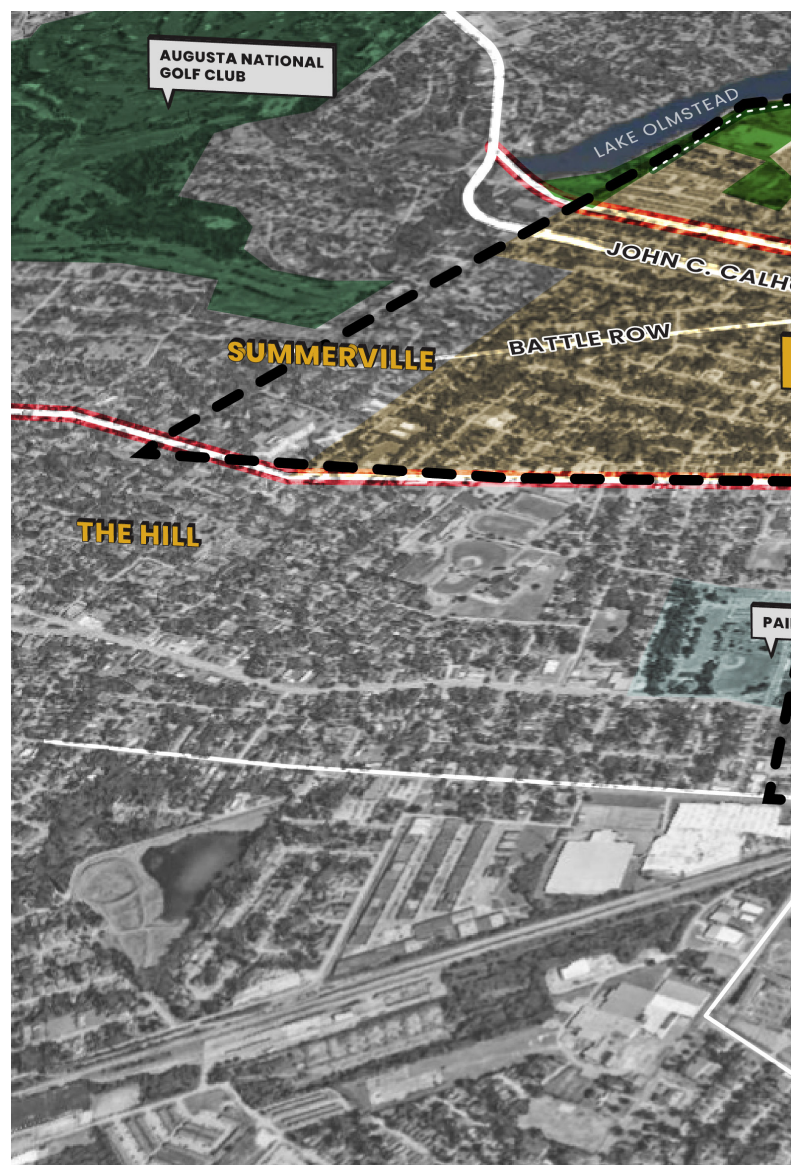 AUGUSTA NATIONAL
GOLF CLUB
LAKE OLMSTEAD
JOHN C. CALH
BATTLE ROW
SUMMERVILLE
THE HILL
PAI